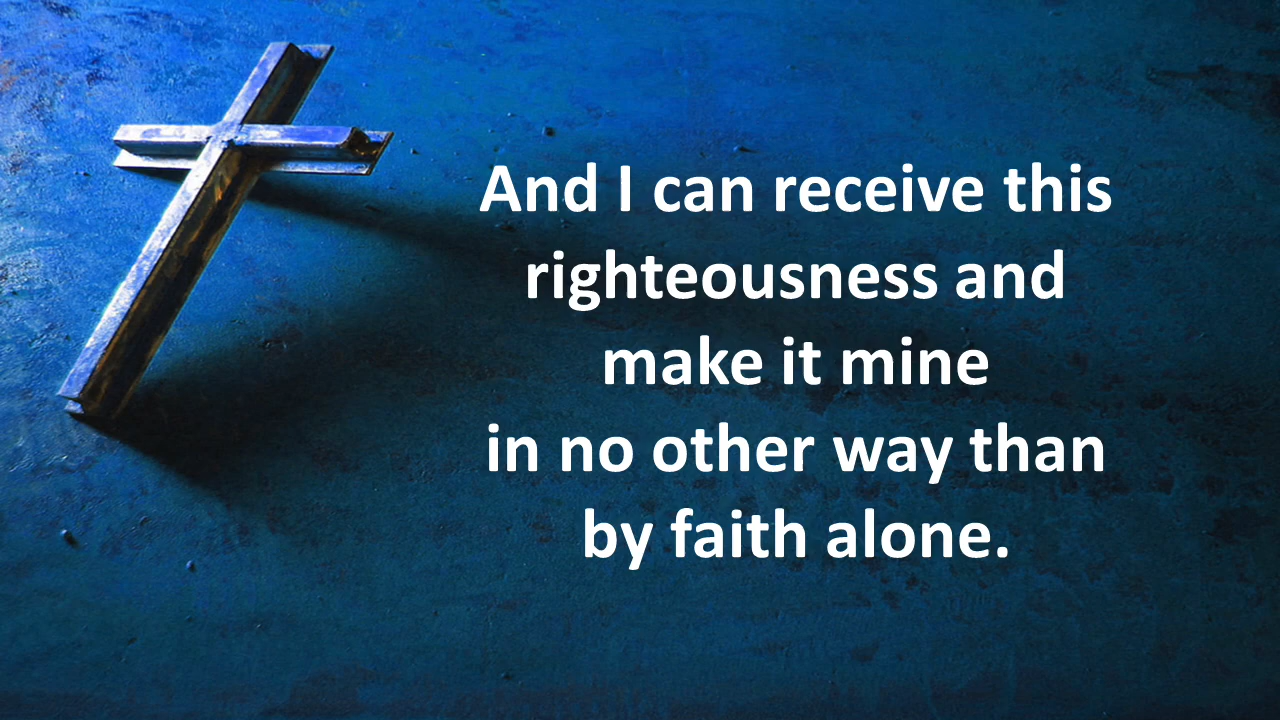 And I can receive this
righteousness and
make it mine
in no other way than
by faith alone.